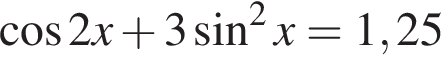 cos 2x + 3 sin² x = 1,25